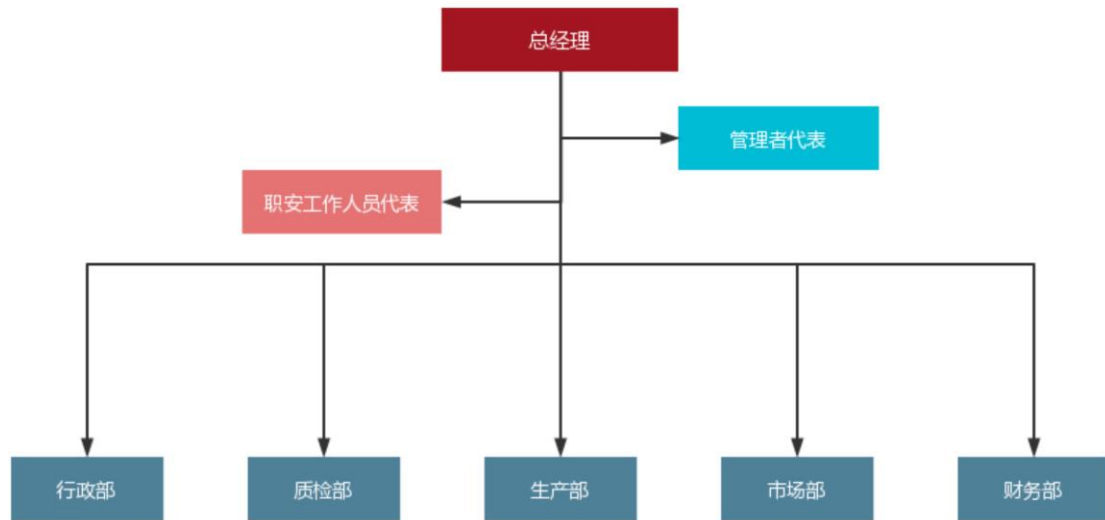 总经理
管理者代表
职安工作人员代表
行政部
质检部
生产部
市场部
财务部